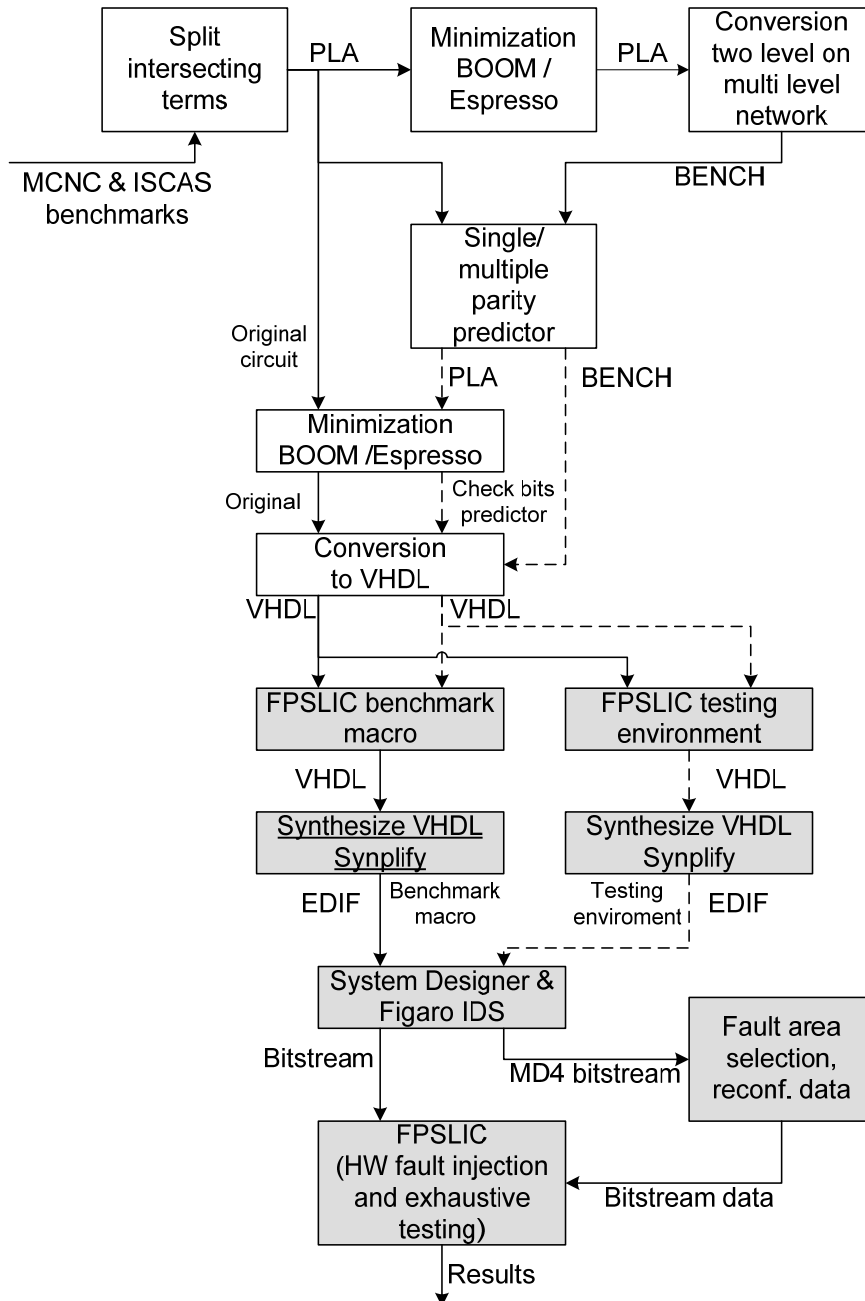 Split
intersecting
terms
PLA
Minimization
BOOM /
Espresso
PLA
Conversion
two level on
multi level
network
MCNC & ISCAS
benchmarks
BENCH
Single/
multiple
parity
predictor
Original
circuit
PLA
BENCH
Minimization
BOOM /Espresso
Original
Check bits
predictor
Conversion
to VHDL
VHDL
VHDL
FPSLIC benchmark
macro
FPSLIC testing
environment
VHDL
VHDL
Synthesize VHDL
Synplify
Synthesize VHDL
Synplify
EDIF
Benchmark
macro
Testing
enviroment
EDIF
System Designer &
Figaro IDS
Fault area
selection,
reconf. data
Bitstream
MD4 bitstream
FPSLIC
(HW fault injection
and exhaustive
testing)
Bitstream data
Results